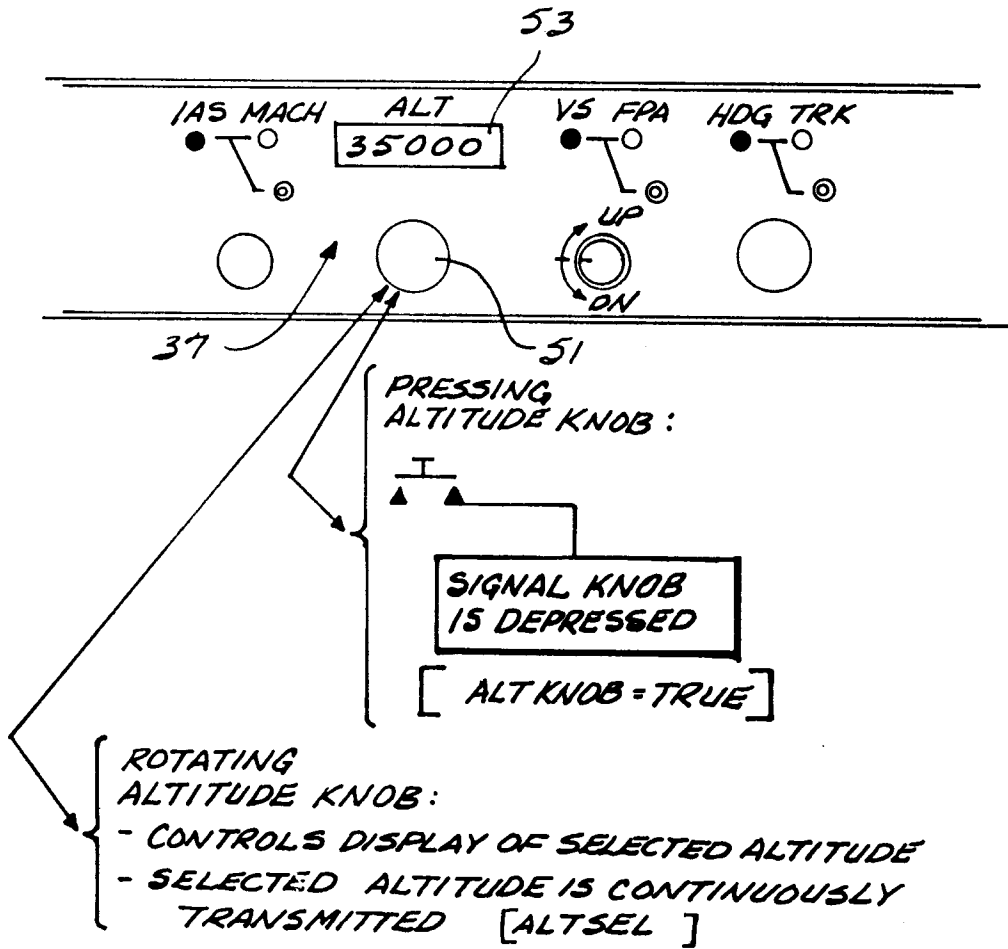 53
IAS MACH ALT VS FPA HDG TRK
35000
UP
DN
37 51
PRESSING
ALTITUDE KNOB:
SIGNAL KNOB
IS DEPRESSED
[ ALT KNOB = TRUE ]
ROTATING
ALTITUDE KNOB:
- CONTROLS DISPLAY OF SELECTED ALTITUDE
- SELECTED ALTITUDE IS CONTINUOUSLY
TRANSMITTED [ALTSEL ]